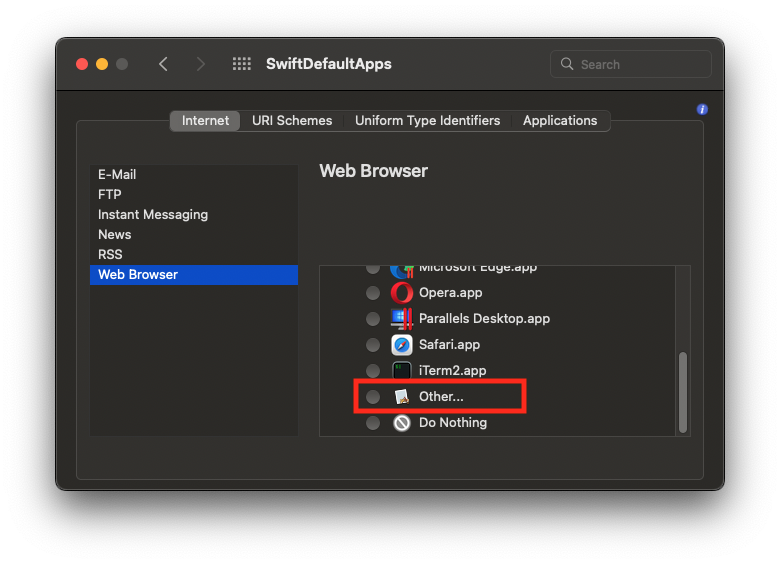 SwiftDefaultApps
Search
Internet
URI Schemes
Uniform Type Identifiers
Applications
E-Mail
FTP
Instant Messaging
News
RSS
Web Browser
Web Browser
Microsoft Edge.app
Opera.app
Parallels Desktop.app
Safari.app
iTerm2.app
Other...
Do Nothing